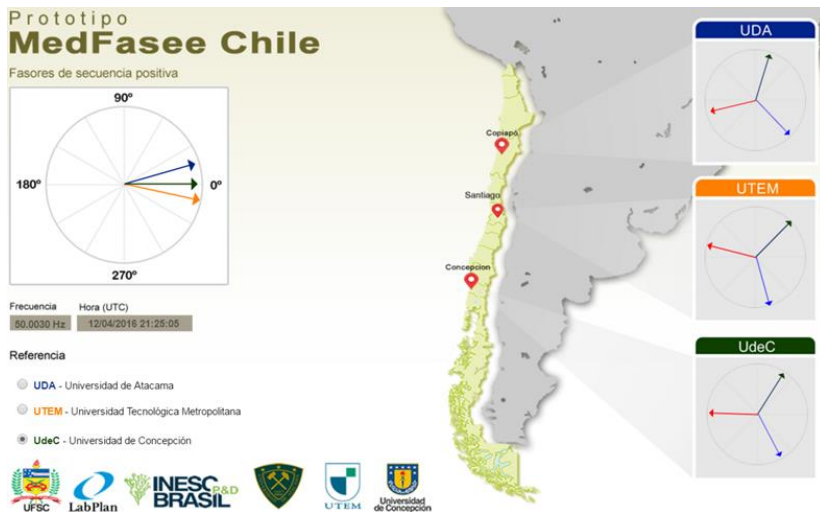 Prototipo
MedFasee Chile
Fasores de secuencia positiva
90º
180º
0º
270º
Frecuencia
Hora (UTC)
50.0030 Hz
12/04/2016 21:25:05
Referencia
UDA - Universidad de Atacama
UTEM - Universidad Tecnológica Metropolitana
UdeC - Universidad de Concepción
UFSC
LabPlan
INESC P&D
BRASIL
UTEM
Universidad
de Concepción
Copiapó
Santiago
Concepcion
UDA
UTEM
UdeC